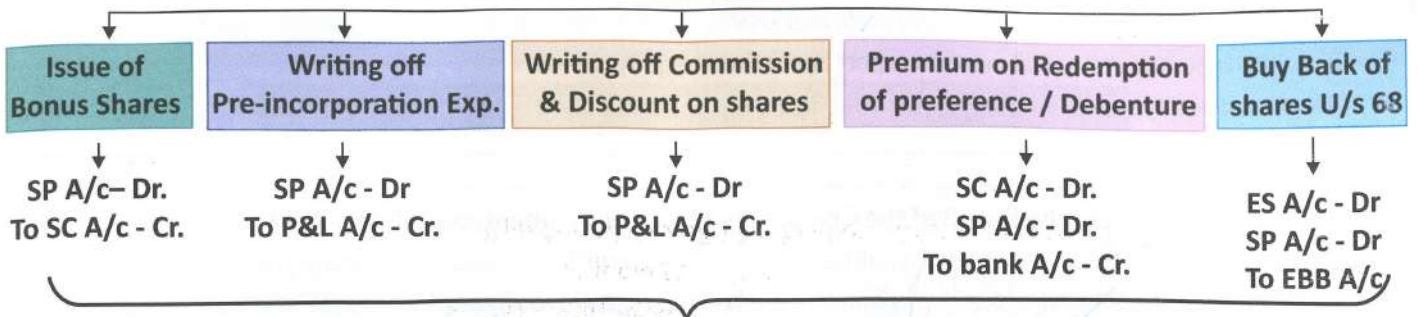 Issue of
Bonus Shares
SP A/c– Dr.
To SC A/c - Cr.
Writing off
Pre-incorporation Exp.
SP A/c - Dr
To P&L A/c - Cr.
Writing off Commission
& Discount on shares
SP A/c - Dr
To P&L A/c - Cr.
Premium on Redemption
of preference / Debenture
SC A/c - Dr.
SP A/c - Dr.
To bank A/c - Cr.
Buy Back of
shares U/s 68
ES A/c - Dr
SP A/c - Dr
To EBB A/c